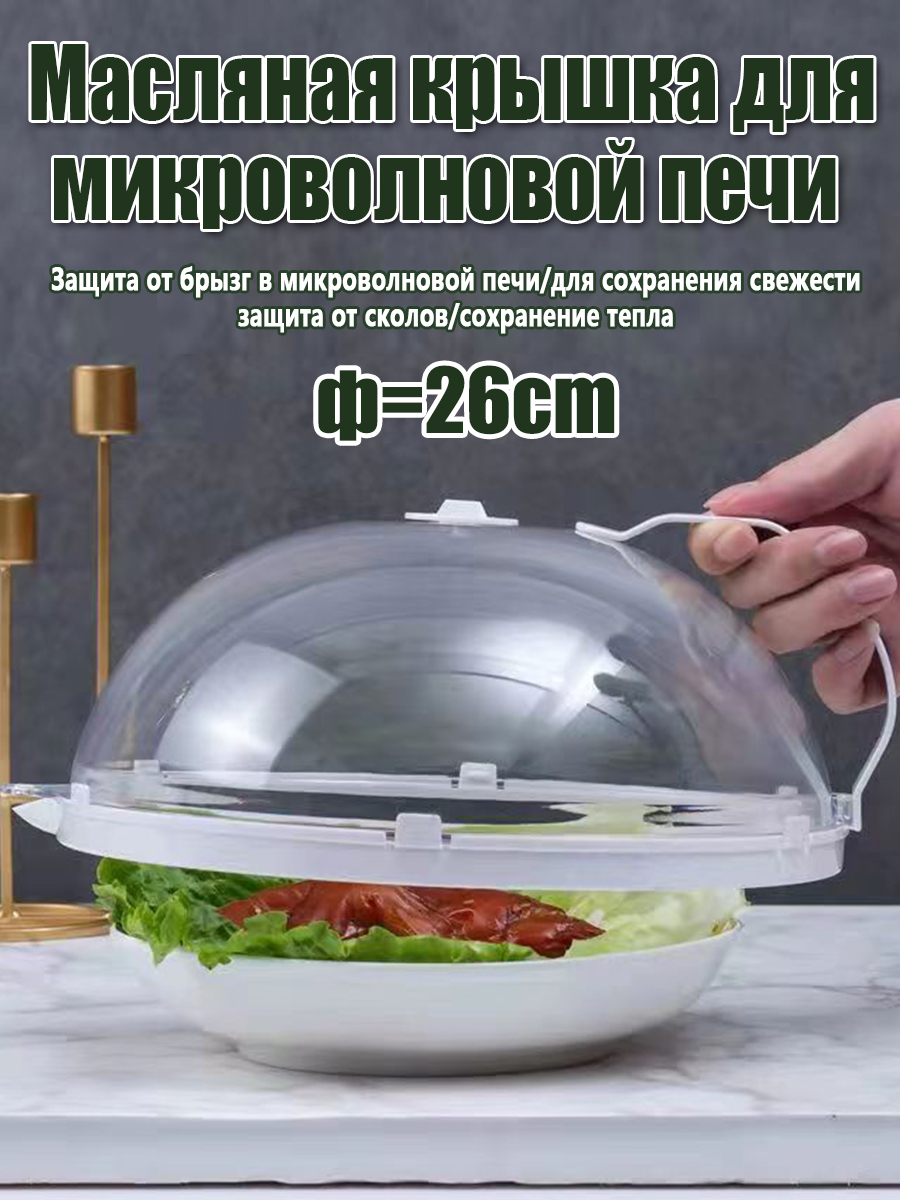 Масляная крышка для
микроволновой печи
Защита от брызг в микроволновой печи/для сохранения свежести
защита от сколов/сохранение тепла
ф=26cm